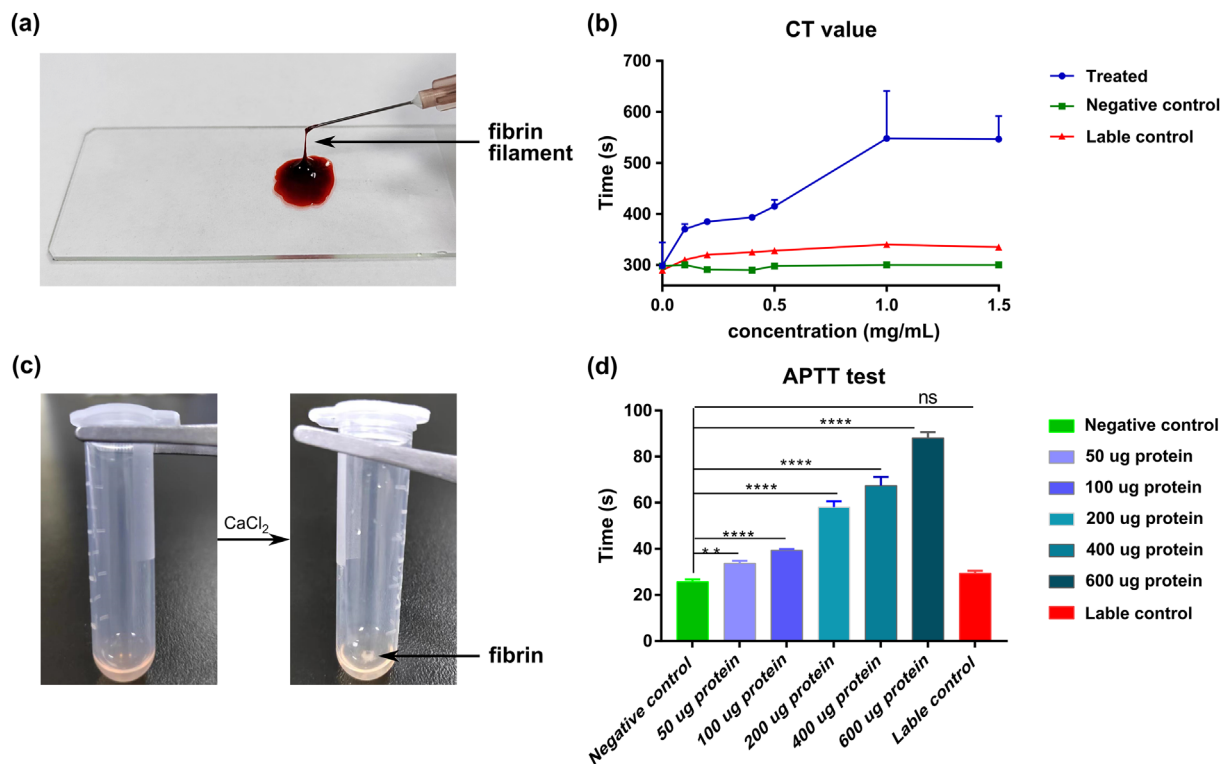 (a)
fibrin
filament
(b)
CT value
700
600
500
400
300
Time (s)
0.0 0.5 1.0 1.5
concentration (mg/mL)
Treated
Negative control
Lable control
(c)
CaCl2
fibrin
(d)
APTT test
100
80
60
40
20
0
Time (s)
ns
****
****
****
****
**
Negative control
50 ug protein
100 ug protein
200 ug protein
400 ug protein
600 ug protein
Lable control
Negative control
50 ug protein
100 ug protein
200 ug protein
400 ug protein
600 ug protein
Lable control